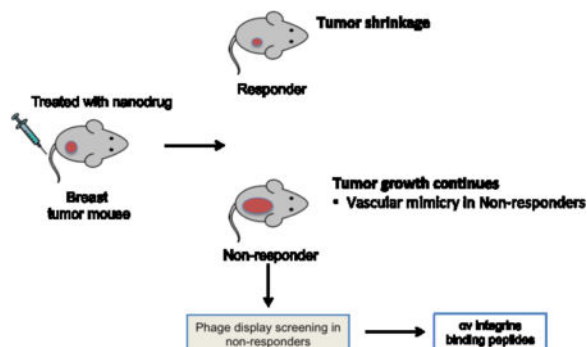 Tumor shrinkage
Responder
Treated with nanodrug
Breast
tumor mouse
Tumor growth continues
▪ Vascular mimicry in Non-responders
Non-responder
Phage display screening in
non-responders
αv integrins
binding peptides